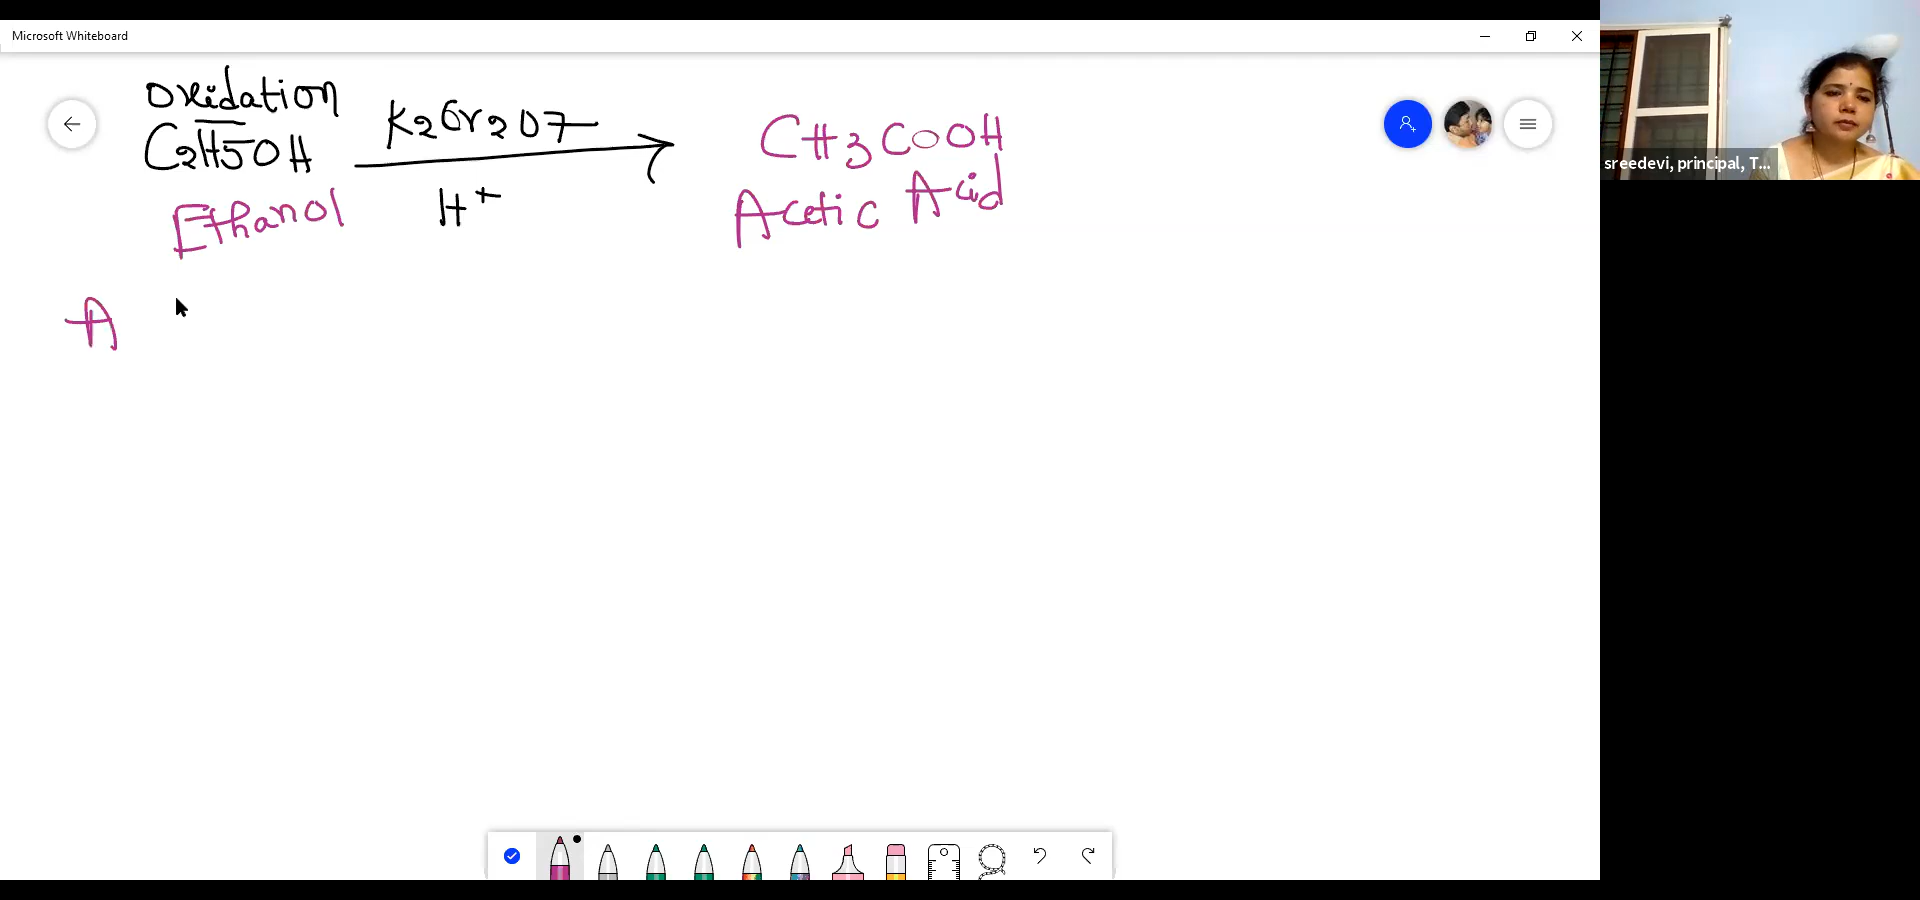 Microsoft Whiteboard
Oxidation
C2H5OH K2Cr2O7 CH3COOH
Ethanol H+ Acetic Acid
A
sreedevi, principal, T...